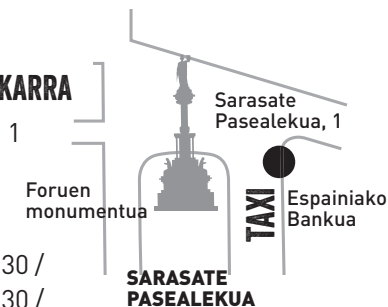 KARRA
1
Sarasate
Pasealekua, 1
Foruen
monumentua
TAXI
Espainiako
Bankua
30 /
30 /
SARASATE
PASEALEKUA